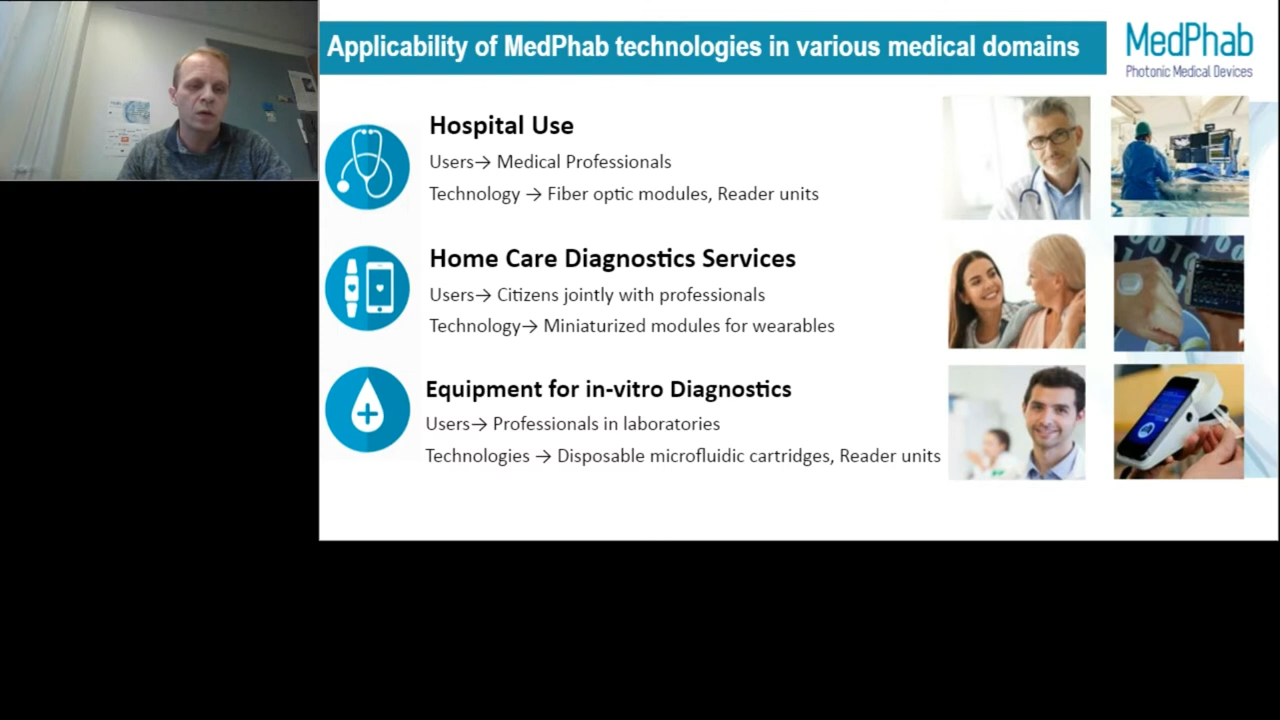 Applicability of MedPhab technologies in various medical domains
MedPhab
Photonic Medical Devices
Hospital Use
Users→ Medical Professionals
Technology → Fiber optic modules, Reader units
Home Care Diagnostics Services
Users→ Citizens jointly with professionals
Technology→ Miniaturized modules for wearables
Equipment for in-vitro Diagnostics
Users→ Professionals in laboratories
Technologies → Disposable microfluidic cartridges, Reader units